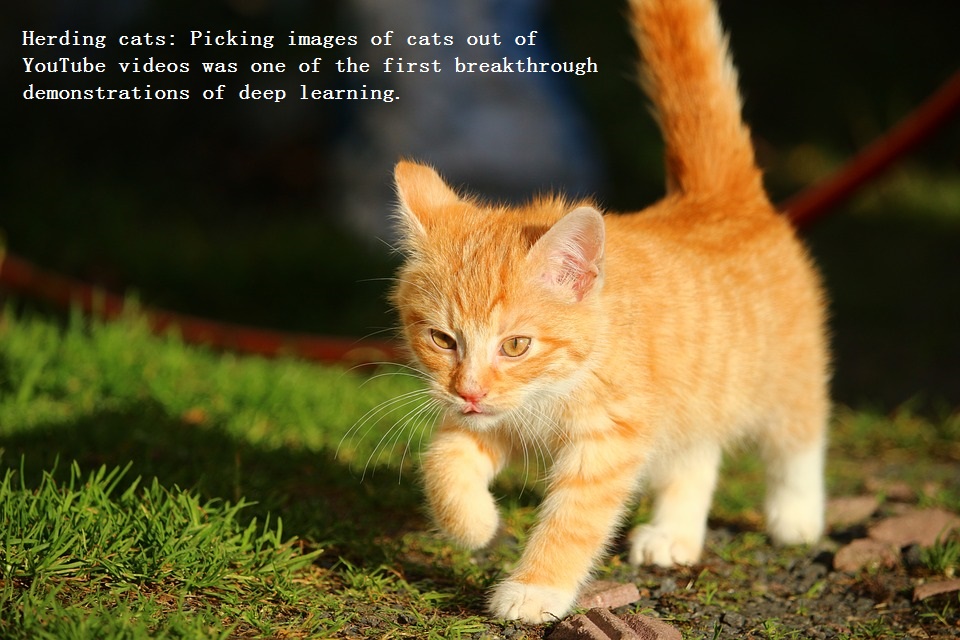 Herding cats: Picking images of cats out of
YouTube videos was one of the first breakthrough
demonstrations of deep learning.